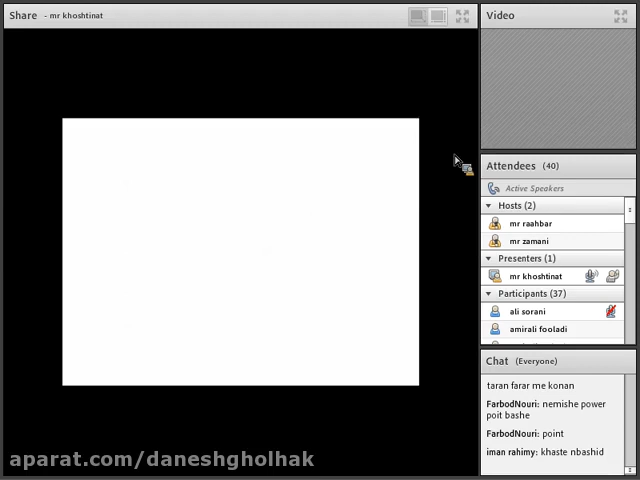 Share - mr khoshtinat
Video
Attendees (40)
Active Speakers
Hosts (2)
mr raahbar
mr zamani
Presenters (1)
mr khoshtinat
Participants (37)
ali sorani
amirali fooladi
Chat (Everyone)
taran farar me konan
FarbodNouri: nemishe power
poit bashe
FarbodNouri: point
iman rahimy: khaste nbashid
aparat.com/daneshgholhak